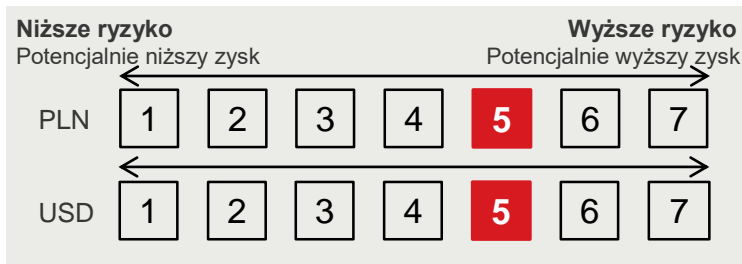 Niższe ryzyko Wyższe ryzyko
Potencjalnie niższy zysk Potencjalnie wyższy zysk
PLN 1 2 3 4 5 6 7
USD 1 2 3 4 5 6 7